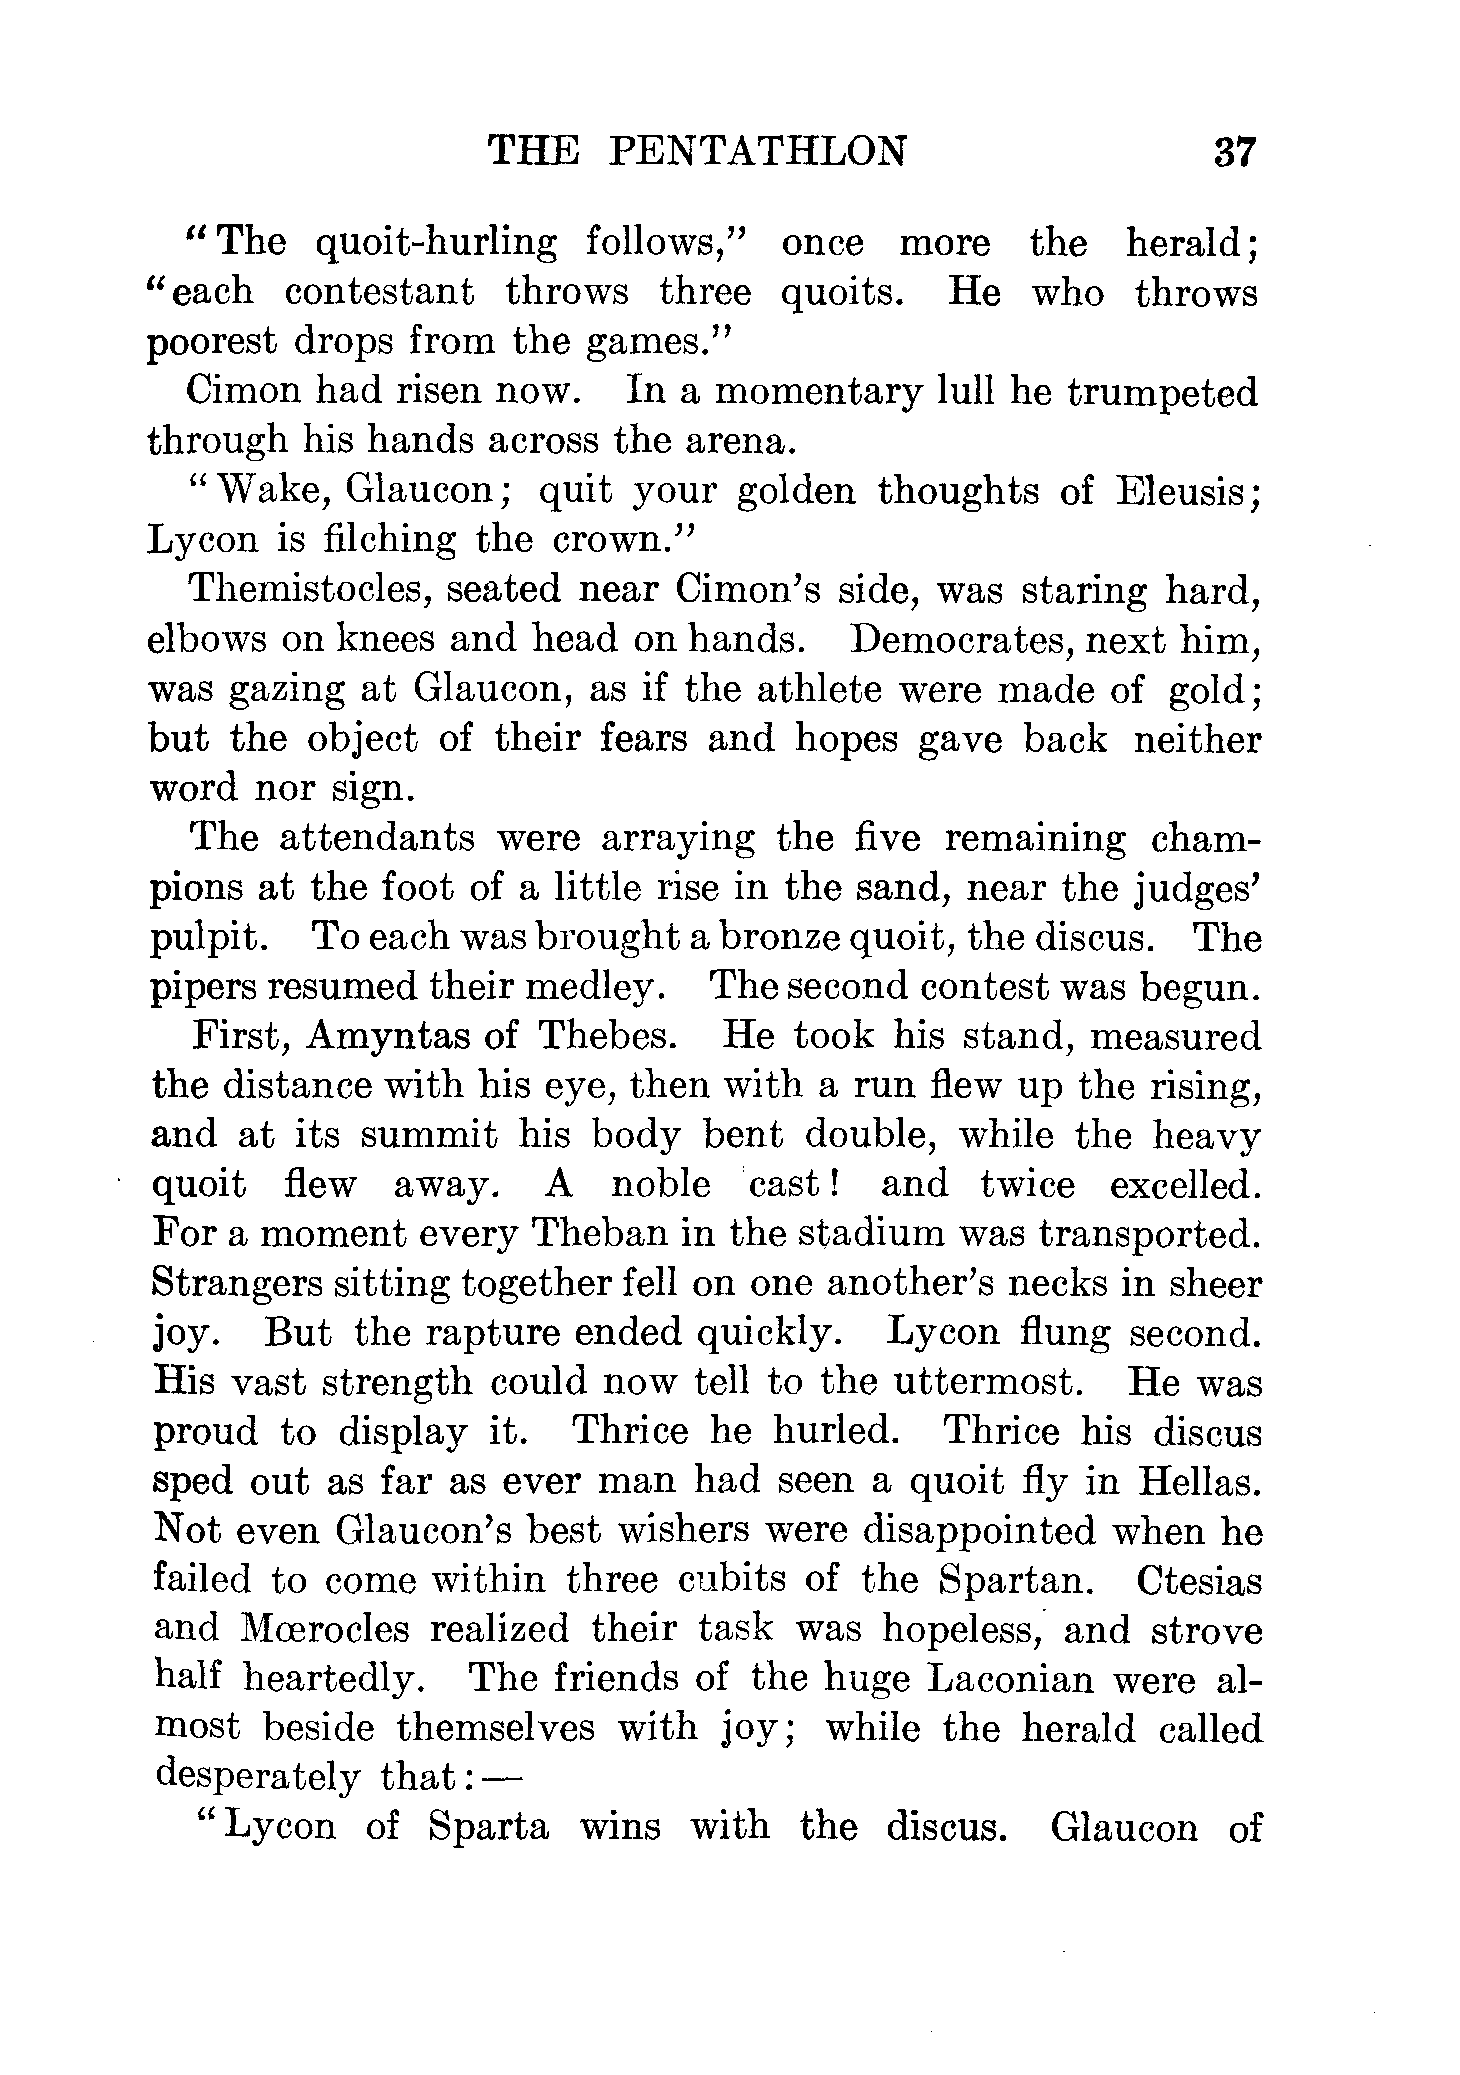 THE PENTATHLON 37
"The quoit-hurling follows," once more the herald;
"each contestant throws three quoits. He who throws
poorest drops from the games."
Cimon had risen now. In a momentary lull he trumpeted
through his hands across the arena.
"Wake, Glaucon; quit your golden thoughts of Eleusis;
Lycon is filching the crown."
Themistocles, seated near Cimon's side, was staring hard,
elbows on knees and head on hands. Democrates, next him,
was gazing at Glaucon, as if the athlete were made of gold;
but the object of their fears and hopes gave back neither
word nor sign.
The attendants were arraying the five remaining cham-
pions at the foot of a little rise in the sand, near the judges'
pulpit. To each was brought a bronze quoit, the discus. The
pipers resumed their medley. The second contest was begun.
First, Amyntas of Thebes. He took his stand, measured
the distance with his eye, then with a run flew up the rising,
and at its summit his body bent double, while the heavy
quoit flew away. A noble cast! and twice excelled.
For a moment every Theban in the stadium was transported.
Strangers sitting together fell on one another's necks in sheer
joy. But the rapture ended quickly. Lycon flung second.
His vast strength could now tell to the uttermost. He was
proud to display it. Thrice he hurled. Thrice his discus
sped out as far as ever man had seen a quoit fly in Hellas.
Not even Glaucon's best wishers were disappointed when he
failed to come within three cubits of the Spartan. Ctesias
and Mœrocles realized their task was hopeless, and strove
half heartedly. The friends of the huge Laconian were al-
most beside themselves with joy; while the herald called
desperately that:—
"Lycon of Sparta wins with the discus. Glaucon of